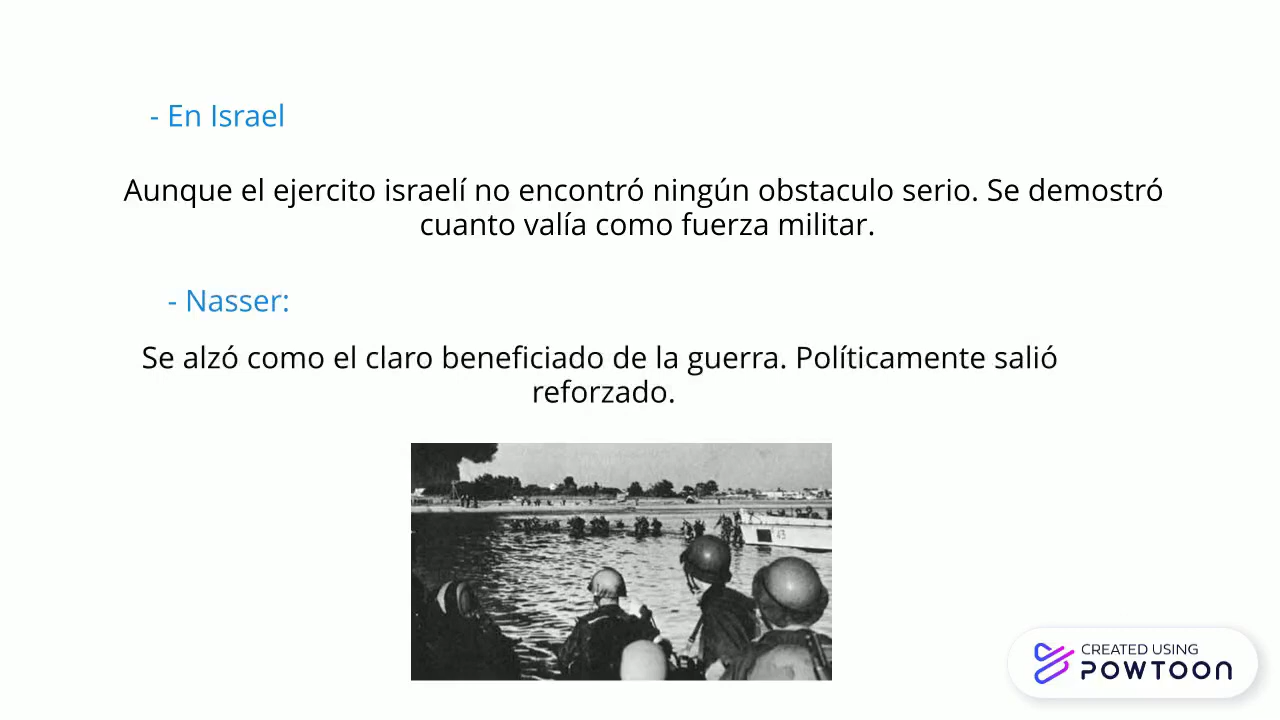 - En Israel
Aunque el ejercito israelí no encontró ningún obstaculo serio. Se demostró
cuanto valía como fuerza militar.
- Nasser:
Se alzó como el claro beneficiado de la guerra. Políticamente salió
reforzado.
43
CREATED USING
POWTOON